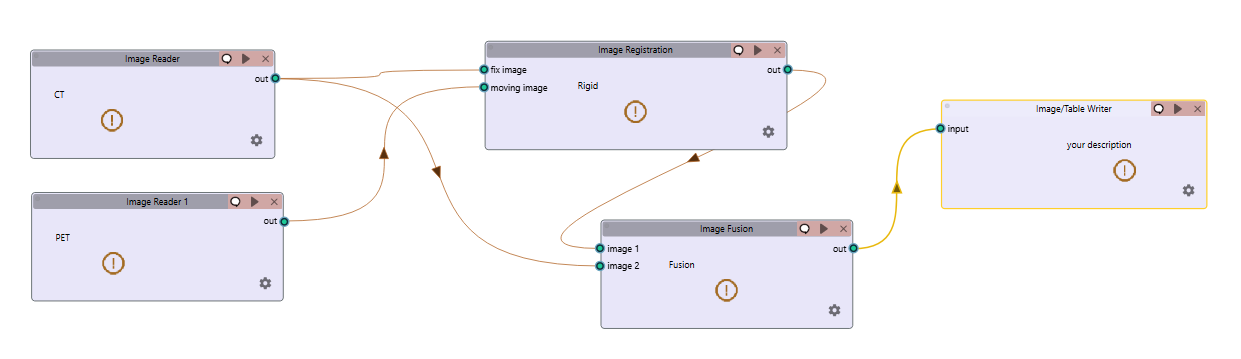 Image Reader
out
CT
Image Reader 1
out
PET
Image Registration
fix image
out
moving image
Rigid
Image Fusion
image 1
out
image 2
Fusion
Image/Table Writer
input
your description